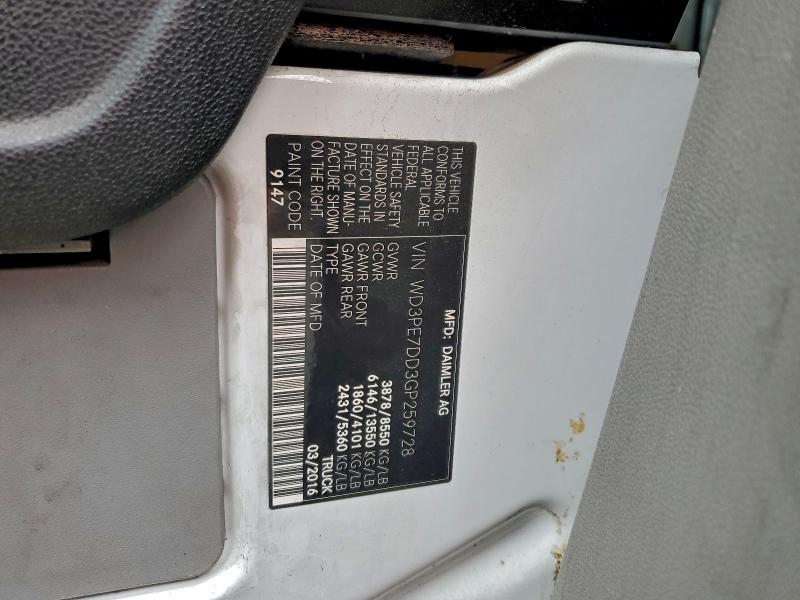 MFD: DAIMLER AG
VIN WD3PE7DD3GP259728
THIS VEHICLE
CONFORMS TO
ALL APPLICABLE
FEDERAL
VEHICLE SAFETY
STANDARDS IN
EFFECT ON THE
DATE OF MANU-
FACTURE SHOWN
ON THE RIGHT.
PAINT CODE
9147
GVWR 3878/8550 KG/LB
GCWR 6146/13550 KG/LB
GAWR FRONT 1860/4101 KG/LB
GAWR REAR 2431/5360 KG/LB
TYPE TRUCK
DATE OF MFD 03/2016